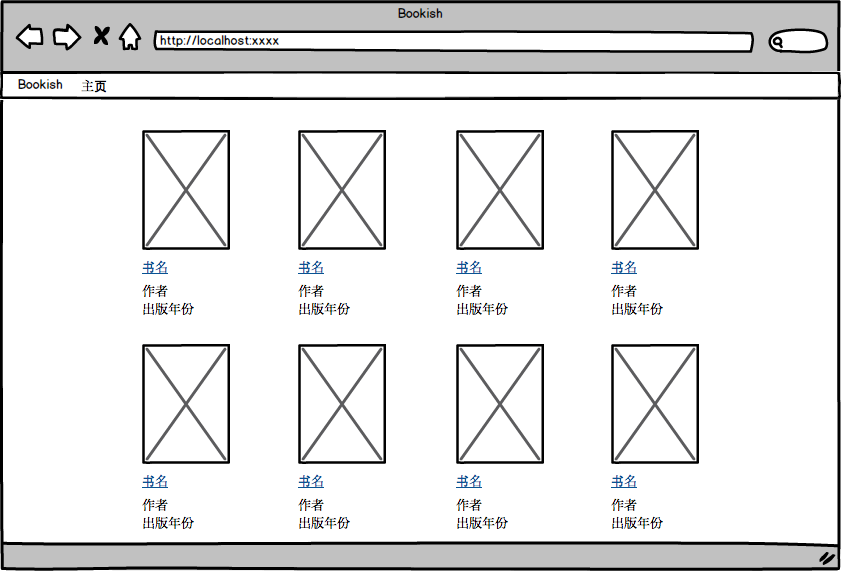 Bookish
http://localhost:xxxx
Bookish 主页
书名 书名 书名 书名
作者 作者 作者 作者
出版年份 出版年份 出版年份 出版年份
书名 书名 书名 书名
作者 作者 作者 作者
出版年份 出版年份 出版年份 出版年份